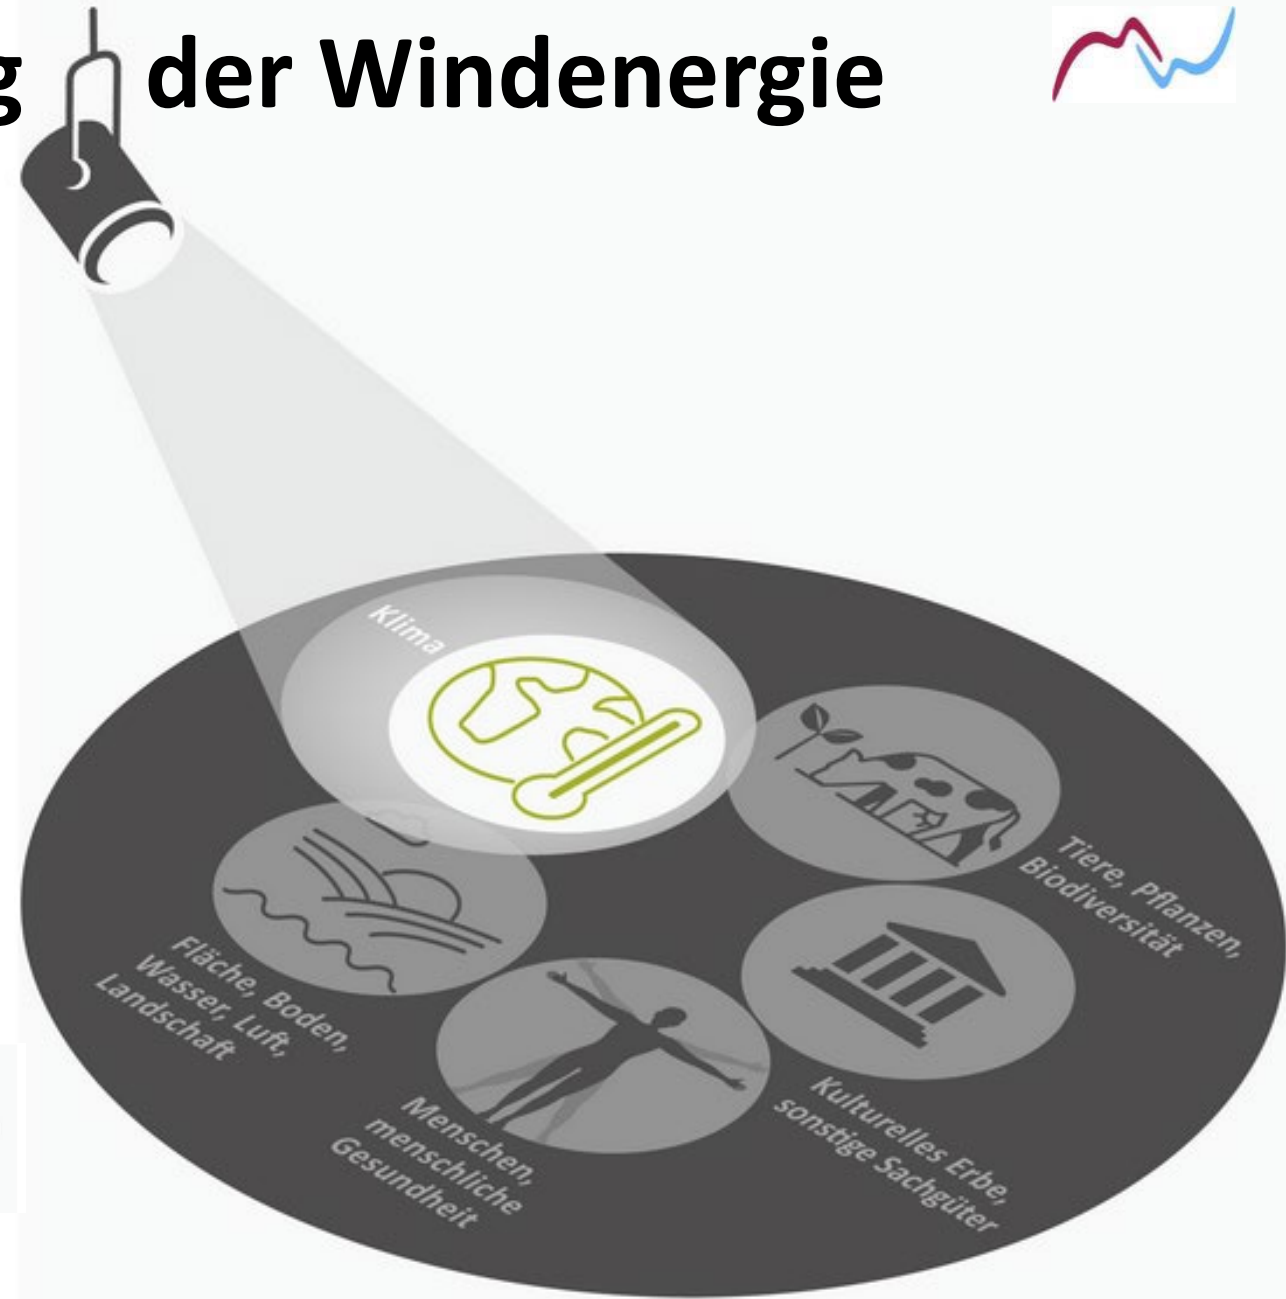 g der Windenergie
Klima
Tiere, Pflanzen,
Biodiversität
Fläche, Boden,
Wasser, Luft,
Landschaft
Menschen,
menschliche
Gesundheit
Kulturelles Erbe,
sonstige Sachgüter